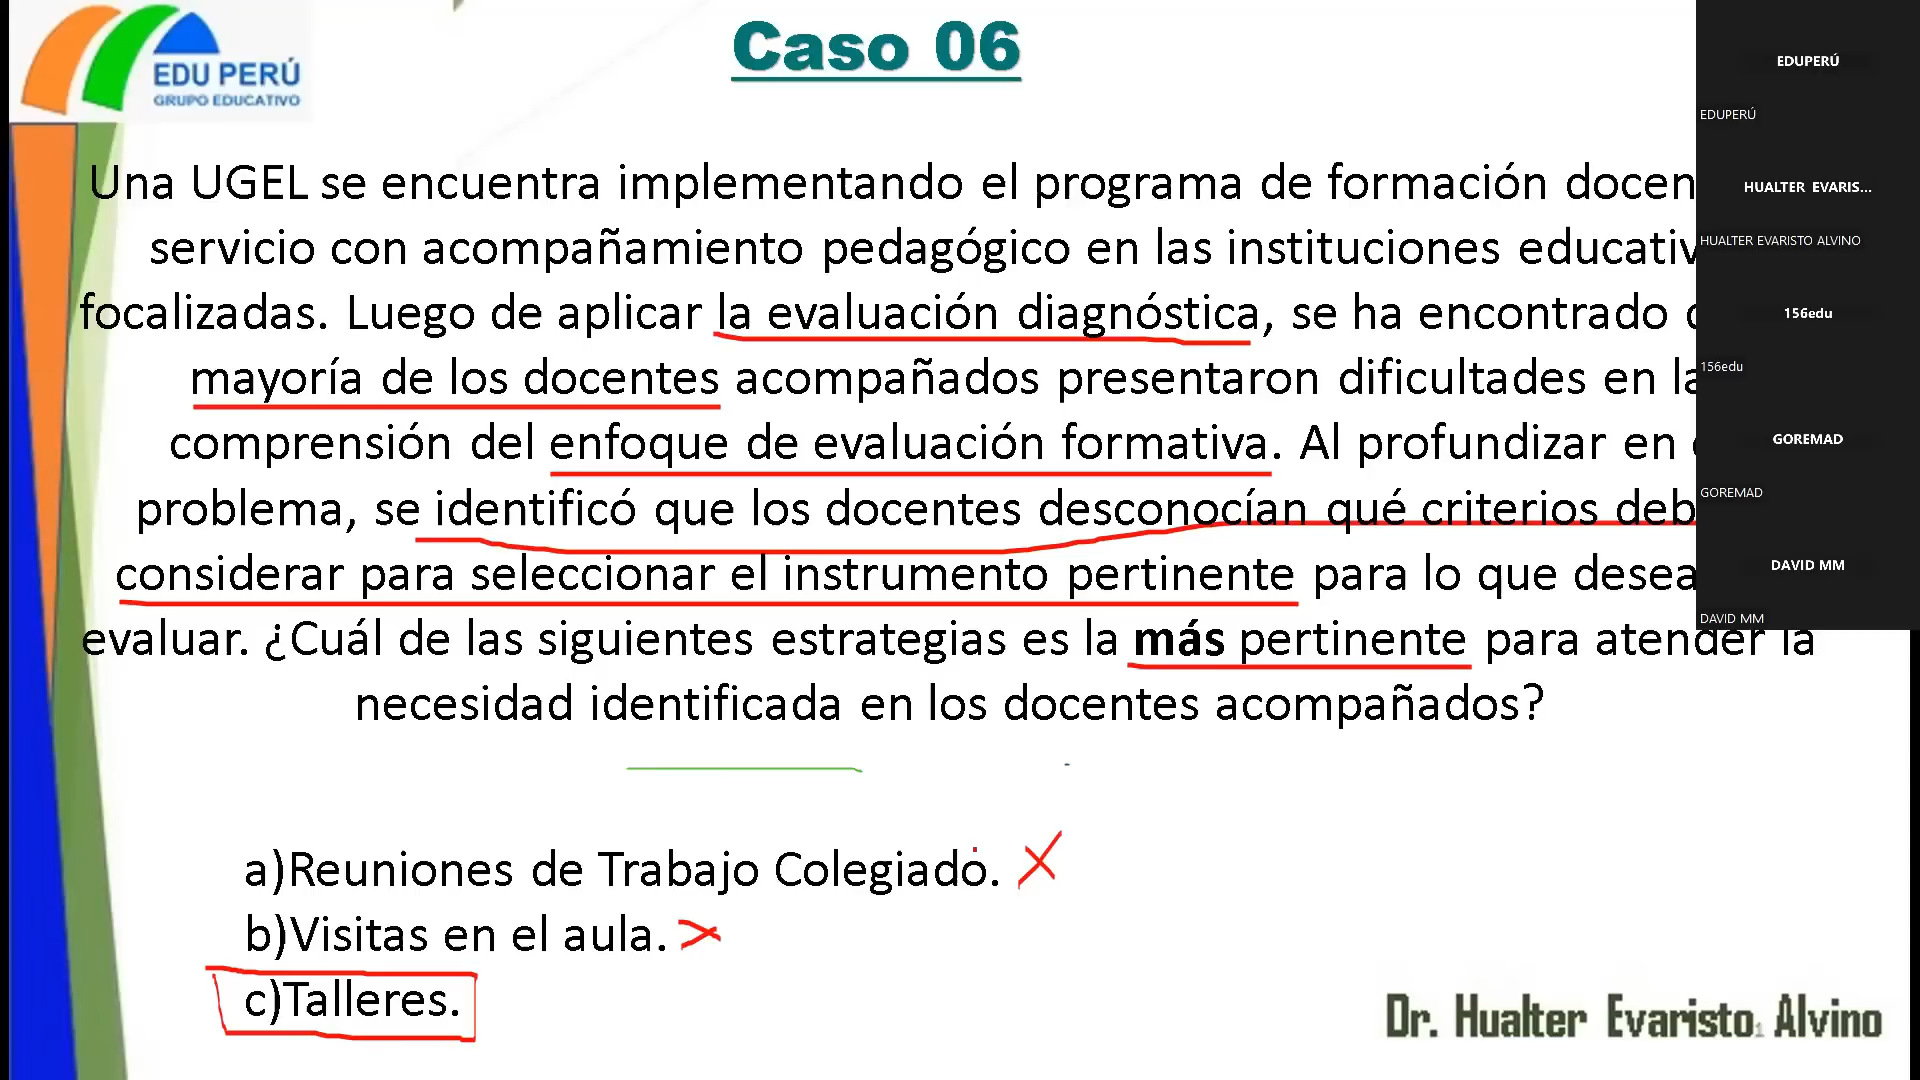 EDU PERÚ
GRUPO EDUCATIVO
Caso 06
Una UGEL se encuentra implementando el programa de formación docen
servicio con acompañamiento pedagógico en las instituciones educativ
focalizadas. Luego de aplicar la evaluación diagnóstica, se ha encontrado
mayoría de los docentes acompañados presentaron dificultades en la
comprensión del enfoque de evaluación formativa. Al profundizar en
problema, se identificó que los docentes desconocían qué criterios deb
considerar para seleccionar el instrumento pertinente para lo que desea
evaluar. ¿Cuál de las siguientes estrategias es la más pertinente para atender la
necesidad identificada en los docentes acompañados?
a)Reuniones de Trabajo Colegiado.
b)Visitas en el aula.
c)Talleres.
Dr. Hualter Evaristo Alvino
EDUPERÚ
EDUPERÚ
HUALTER EVARIS...
HUALTER EVARISTO ALVINO
156edu
156edu
GOREMAD
GOREMAD
DAVID MM
DAVID MM